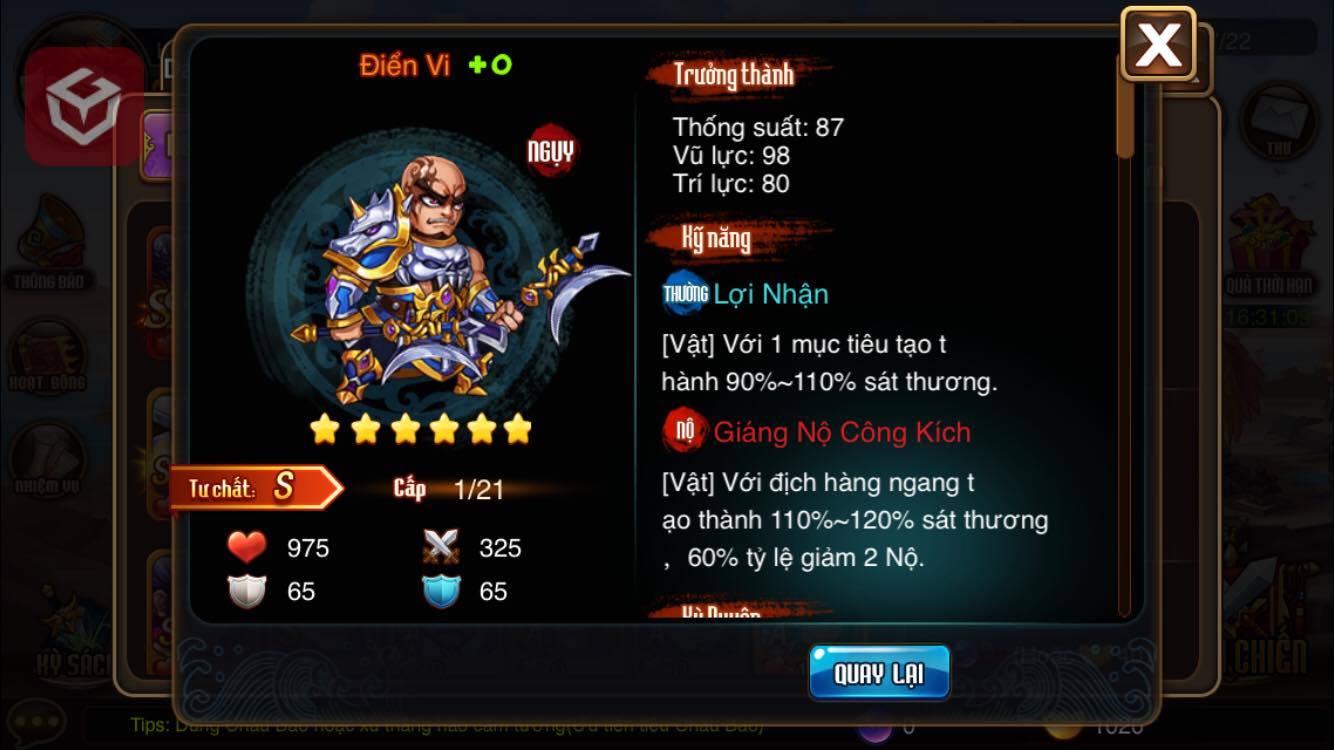 Điển Vi +0
NGỤY
Tư chất: S
Cấp 1/21
975
325
65
65
Trưởng thành
Thống suất: 87
Vũ lực: 98
Trí lực: 80
Kỹ năng
THƯỜNG Lợi Nhận
[Vật] Với 1 mục tiêu tạo t
hành 90%~110% sát thương.
NỘ Giáng Nộ Công Kích
[Vật] Với địch hàng ngang t
ạo thành 110%~120% sát thương
, 60% tỷ lệ giảm 2 Nộ.
Kỳ Duyên
QUAY LẠI
X
THÔNG BÁO
HOẠT ĐỘNG
NHIỆM VỤ
THƯ
QUÀ THỜI HẠN
/22
CHIẾN
0
1020